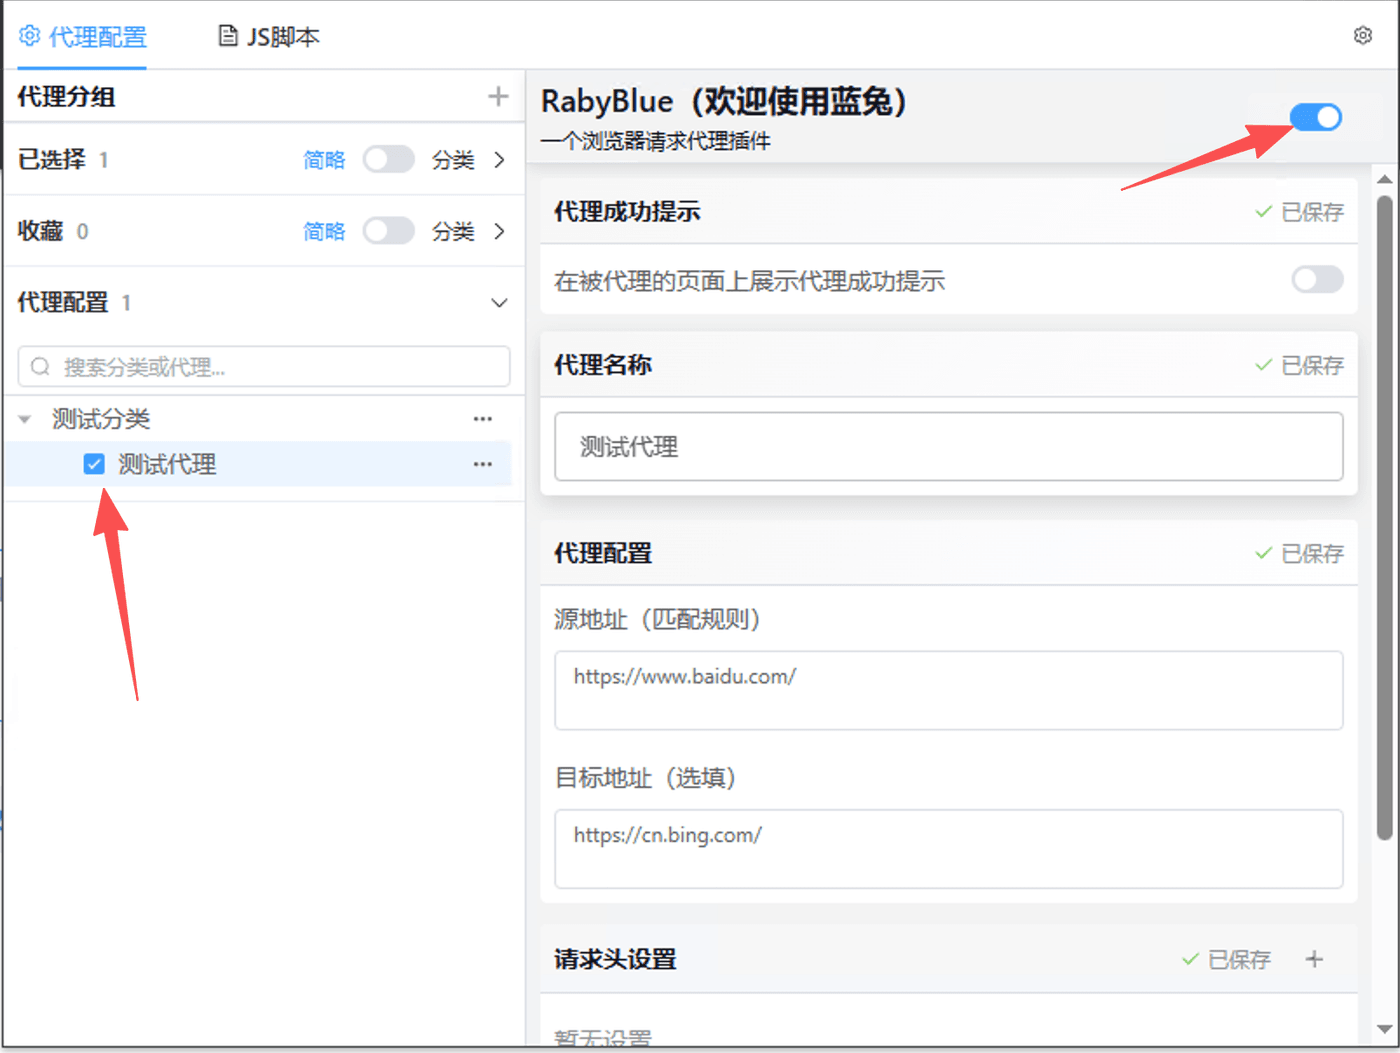 代理配置
JS脚本
代理分组
已选择 1
简略
分类
收藏 0
简略
分类
代理配置 1
搜索分类或代理...
测试分类
测试代理
RabyBlue（欢迎使用蓝兔）
一个浏览器请求代理插件
代理成功提示
已保存
在被代理的页面上展示代理成功提示
代理名称
已保存
测试代理
代理配置
已保存
源地址（匹配规则）
https://www.baidu.com/
目标地址（选填）
https://cn.bing.com/
请求头设置
已保存
暂无设置